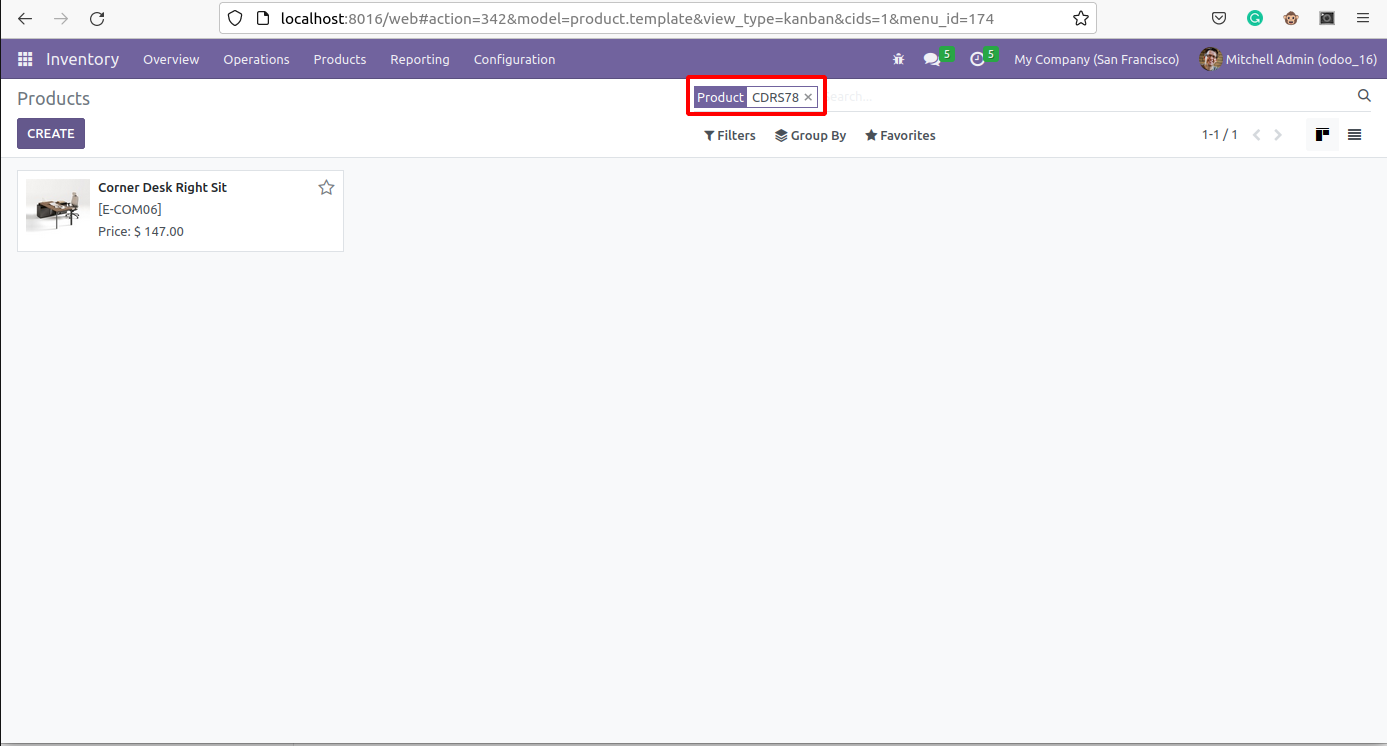 localhost:8016/web#action=342&model=product.template&view_type=kanban&cids=1&menu_id=174
Inventory Overview Operations Products Reporting Configuration 5 5 My Company (San Francisco) Mitchell Admin (odoo_16)
Products Product CDRS78 × Search...
CREATE Filters Group By Favorites 1-1 / 1
Corner Desk Right Sit
[E-COM06]
Price: $ 147.00